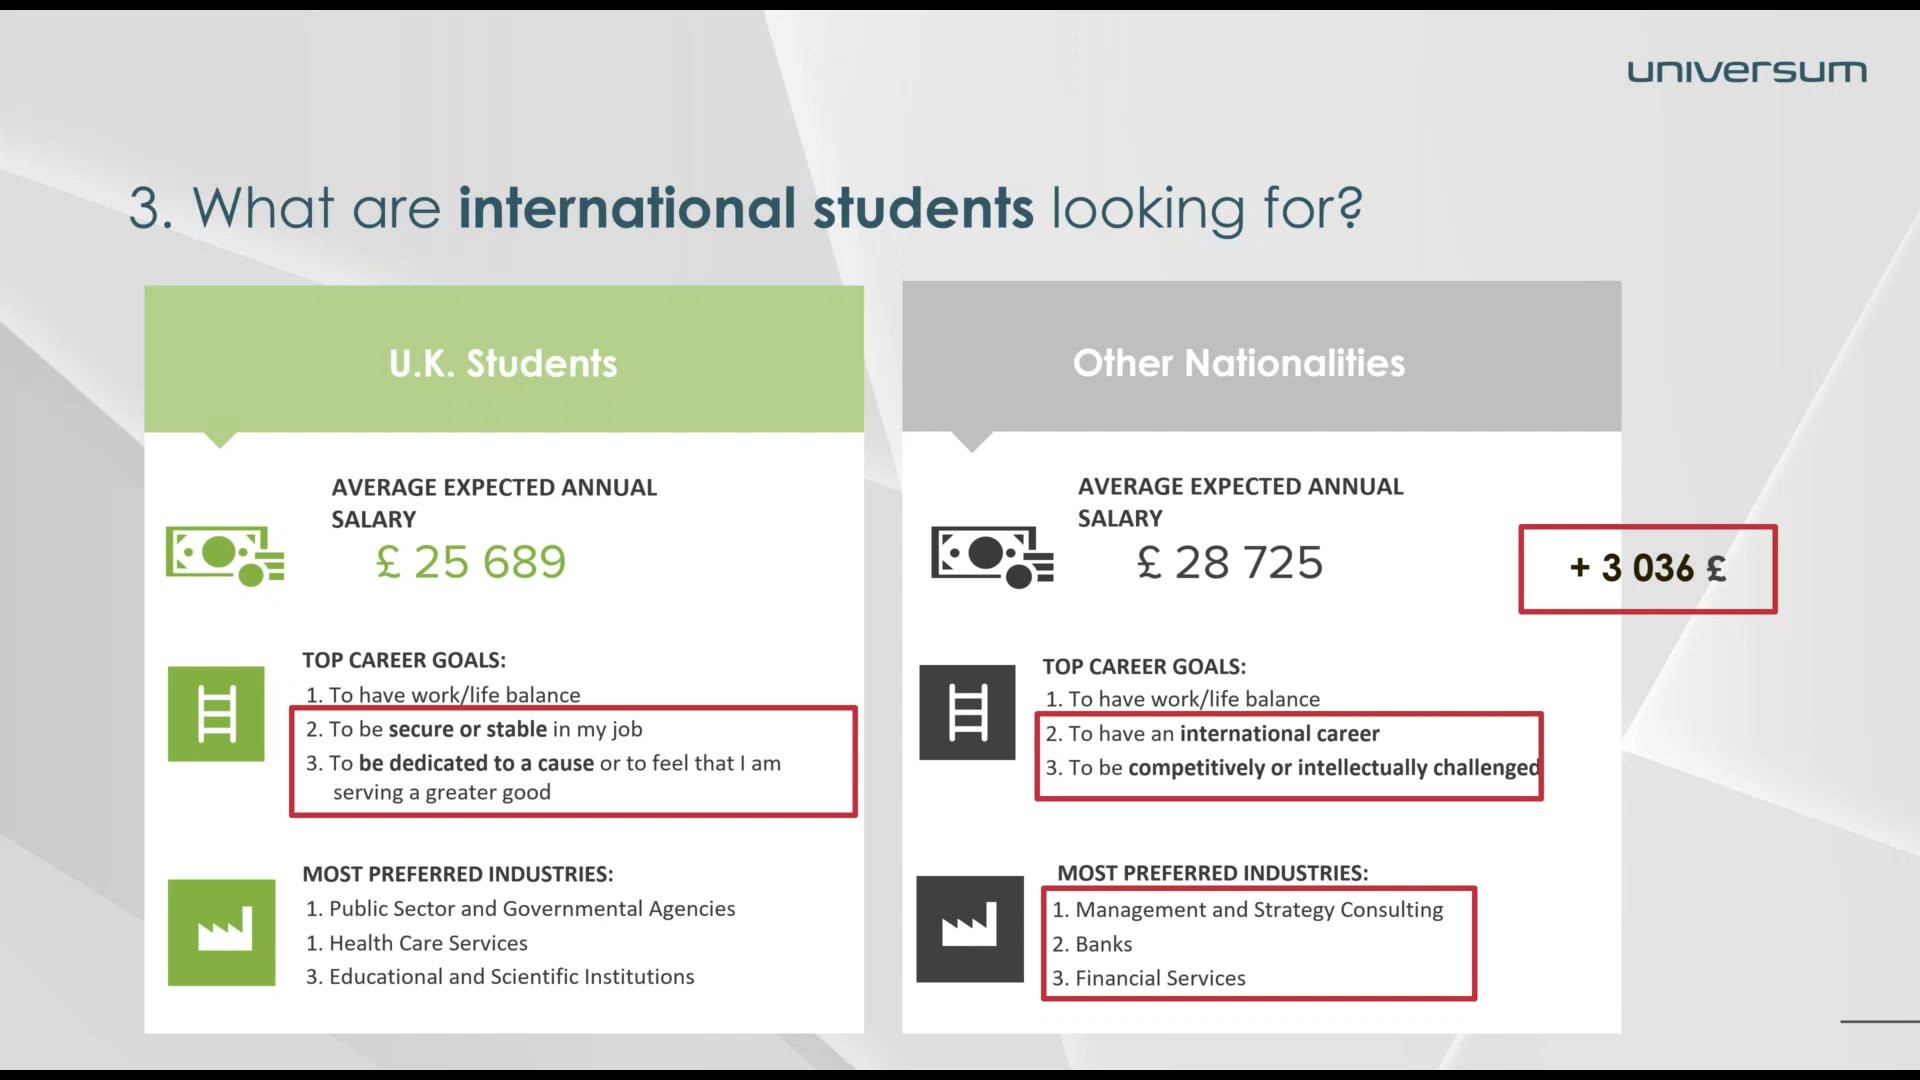 universum
3. What are international students looking for?
U.K. Students
AVERAGE EXPECTED ANNUAL
SALARY
£ 25 689
TOP CAREER GOALS:
1. To have work/life balance
2. To be secure or stable in my job
3. To be dedicated to a cause or to feel that I am
serving a greater good
MOST PREFERRED INDUSTRIES:
1. Public Sector and Governmental Agencies
1. Health Care Services
3. Educational and Scientific Institutions
Other Nationalities
AVERAGE EXPECTED ANNUAL
SALARY
£ 28 725
+ 3 036 £
TOP CAREER GOALS:
1. To have work/life balance
2. To have an international career
3. To be competitively or intellectually challenged
MOST PREFERRED INDUSTRIES:
1. Management and Strategy Consulting
2. Banks
3. Financial Services